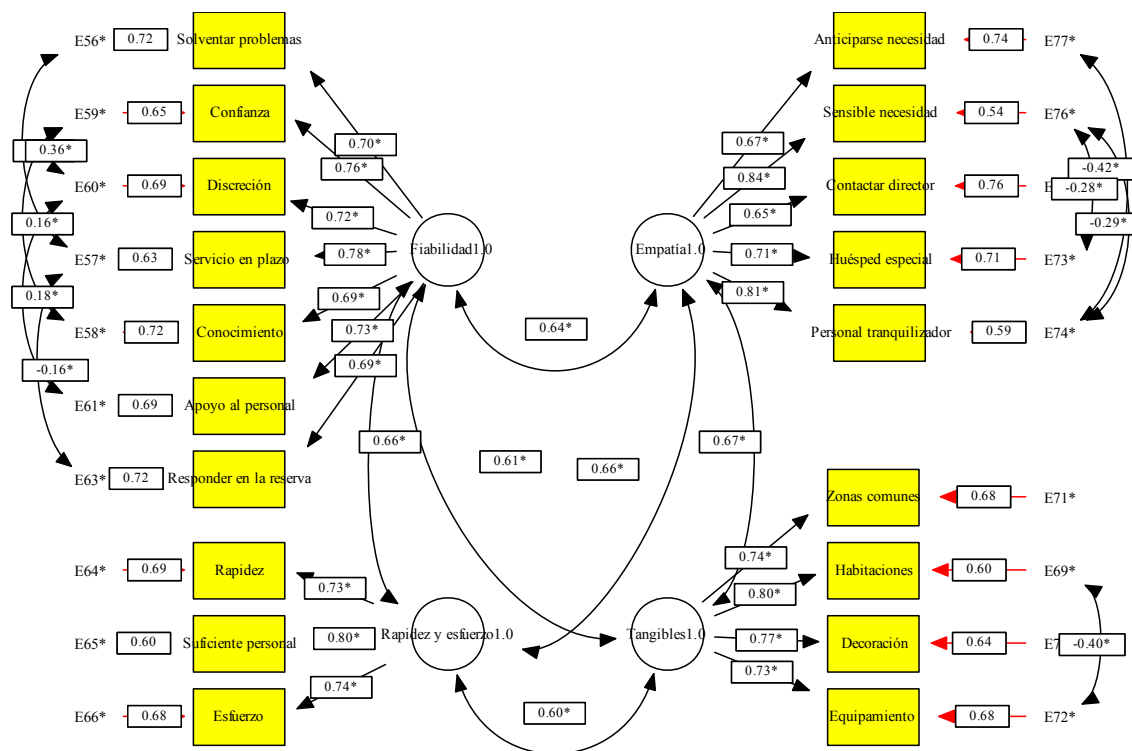 E56* 0.72 Solventar problemas
E59* 0.65 Confianza
E60* 0.69 Discreción
E57* 0.63 Servicio en plazo
E58* 0.72 Conocimiento
E61* 0.69 Apoyo al personal
E63* 0.72 Responder en la reserva
E64* 0.69 Rapidez
E65* 0.60 Suficiente personal
E66* 0.68 Esfuerzo
0.36*
0.16*
0.18*
-0.16*
0.70*
0.76*
0.72*
0.78*
0.69*
0.73*
0.69*
Fiabilidad1.0
Empatía1.0
0.67*
0.84*
0.65*
0.71*
0.81*
0.64*
0.66*
0.61*
0.66*
0.67*
0.73*
0.80*
0.74*
Rapidez y esfuerzo1.0
Tangibles1.0
0.60*
0.74*
0.80*
0.77*
0.73*
Anticiparse necesidad 0.74 E77*
Sensible necesidad 0.54 E76*
Contactar director 0.76
Huésped especial 0.71 E73*
Personal tranquilizador 0.59 E74*
-0.42*
-0.28*
-0.29*
Zonas comunes 0.68 E71*
Habitaciones 0.60 E69*
Decoración 0.64
Equipamiento 0.68 E72*
-0.40*